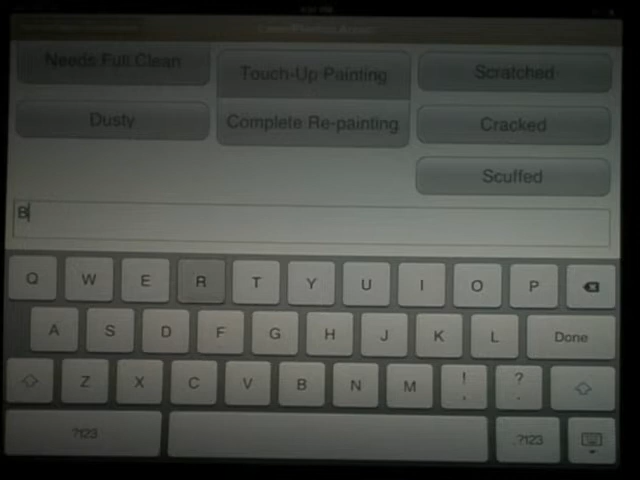 Needs Full Clean
Touch-Up Painting
Scratched
Dusty
Complete Re-painting
Cracked
Scuffed
B
Q W E R T Y U I O P
A S D F G H J K L Done
Z X C V B N M ! , ? .
.?123 .?123